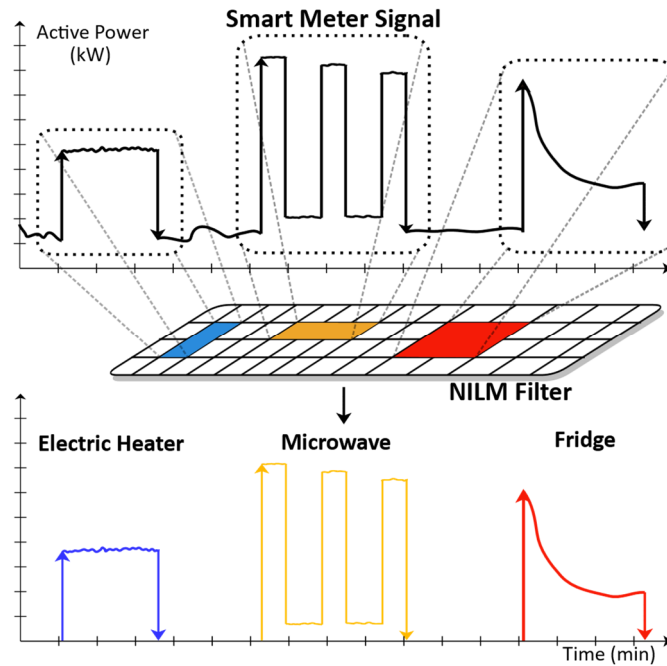 Smart Meter Signal
Active Power
(kW)
NILM Filter
Electric Heater
Microwave
Fridge
Time (min)